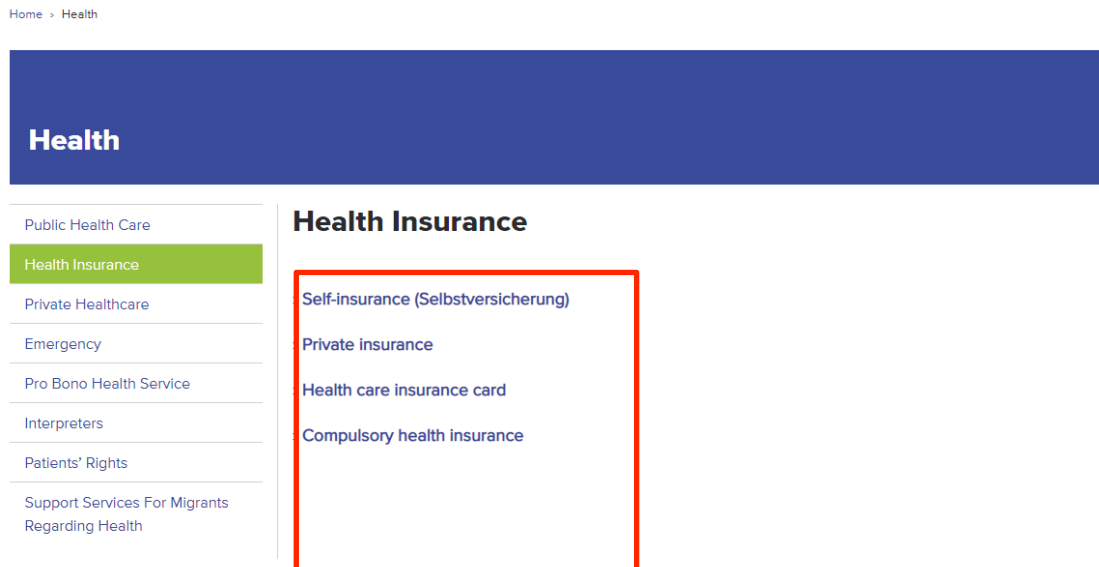 Home › Health
Health
Public Health Care
Health Insurance
Private Healthcare
Emergency
Pro Bono Health Service
Interpreters
Patients’ Rights
Support Services For Migrants
Regarding Health
Health Insurance
Self-insurance (Selbstversicherung)
Private insurance
Health care insurance card
Compulsory health insurance